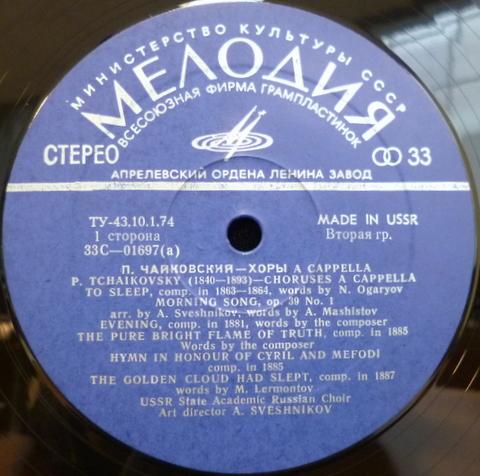 МИНИСТЕРСТВО КУЛЬТУРЫ СССР
МЕЛОДИЯ
ВСЕСОЮЗНАЯ ФИРМА ГРАМПЛАСТИНОК
СТЕРЕО
33
АПРЕЛЕВСКИЙ ОРДЕНА ЛЕНИНА ЗАВОД
ТУ-43.10.1.74
MADE IN USSR
1 сторона
Вторая гр.
33С—01697(а)
П. ЧАЙКОВСКИЙ—ХОРЫ A CAPPELLA
P. TCHAIKOVSKY (1840—1893)—CHORUSES A CAPPELLA
TO SLEEP, comp. in 1863—1864, words by N. Ogaryov
MORNING SONG, op. 39 No. 1
arr. by A. Sveshnikov, words by A. Mashistov
EVENING, comp. in 1881, words by the composer
THE PURE BRIGHT FLAME OF TRUTH, comp. in 1885
Words by the composer
HYMN IN HONOUR OF CYRIL AND MEFODI
comp. in 1885
THE GOLDEN CLOUD HAD SLEPT, comp. in 1887
words by M. Lermontov
USSR State Academic Russian Choir
Art director A. SVESHNIKOV